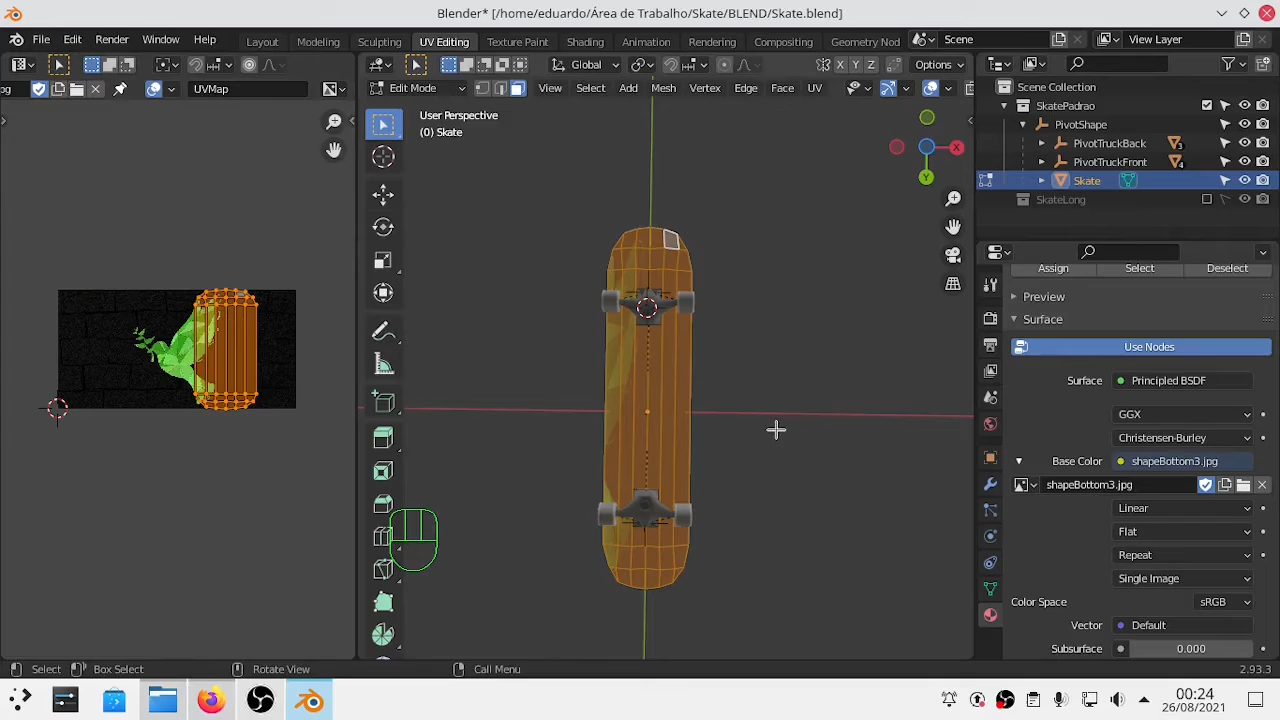 Blender* [/home/eduardo/Área de Trabalho/Skate/BLEND/Skate.blend]
File Edit Render Window Help Layout Modeling Sculpting UV Editing Texture Paint Shading Animation Rendering Compositing Geometry Nod Scene View Layer
Global Options
og UVMap Edit Mode View Select Add Mesh Vertex Edge Face UV
Scene Collection
SkatePadrao
PivotShape
PivotTruckBack 3
PivotTruckFront 4
Skate
SkateLong
User Perspective
(0) Skate
X Y Z
X
Y
Assign Select Deselect
Preview
Surface
Use Nodes
Surface Principled BSDF
GGX
Christensen-Burley
Base Color shapeBottom3.jpg
shapeBottom3.jpg
Linear
Flat
Repeat
Single Image
Color Space sRGB
Vector Default
Subsurface 0.000
Select Box Select Rotate View Call Menu 2.93.3
00:24
26/08/2021